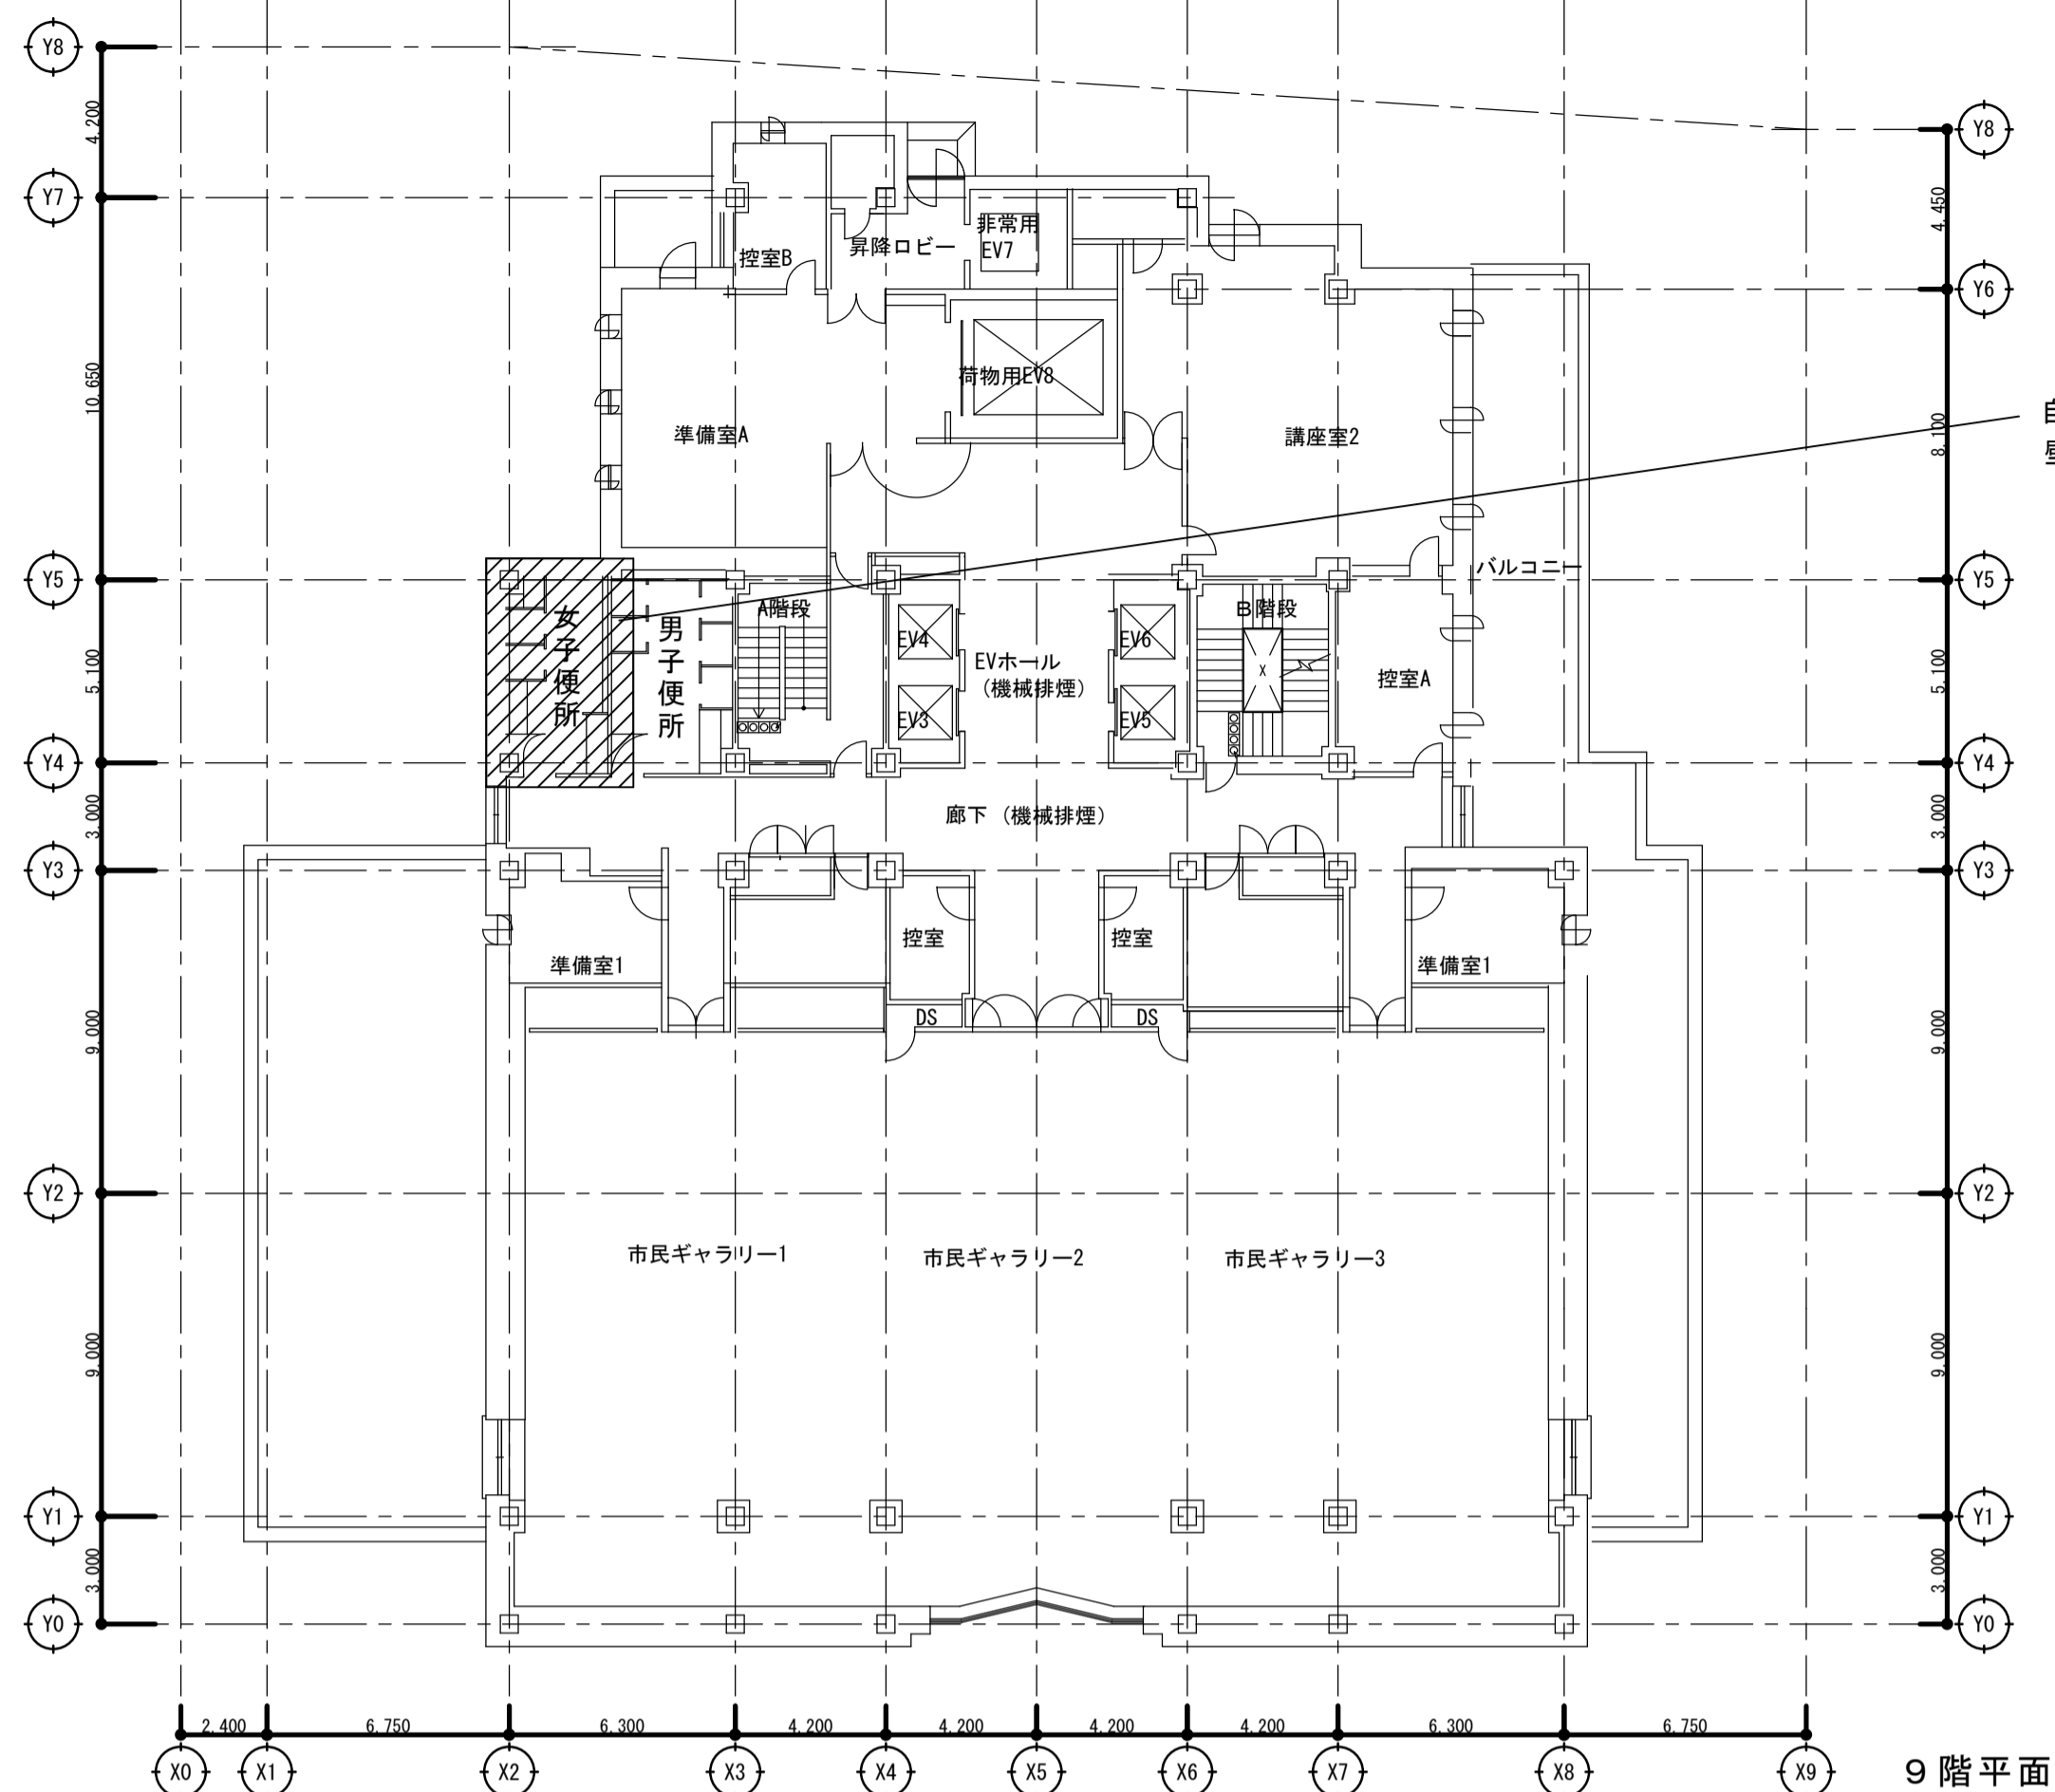 Y8
Y8
4,200
Y7
4,450
非常用
EV7
昇降ロビー
控室B
Y6
10,650
荷物用EV8
8,100
準備室A
講座室2
バルコニー
Y5
Y5
女子便所
男子便所
A階段
B階段
EV4
EV6
EVホール
(機械排煙)
5,100
5,100
控室A
EV3
EV5
Y4
Y4
3,000
廊下 (機械排煙)
3,000
Y3
Y3
控室
控室
準備室1
準備室1
DS
DS
9,000
9,000
Y2
Y2
市民ギャラリー1
市民ギャラリー2
市民ギャラリー3
9,000
9,000
Y1
Y1
3,000
3,000
Y0
Y0
2,400
6,750
6,300
4,200
4,200
4,200
4,200
6,300
6,750
X0
X1
X2
X3
X4
X5
X6
X7
X8
X9
9階平面